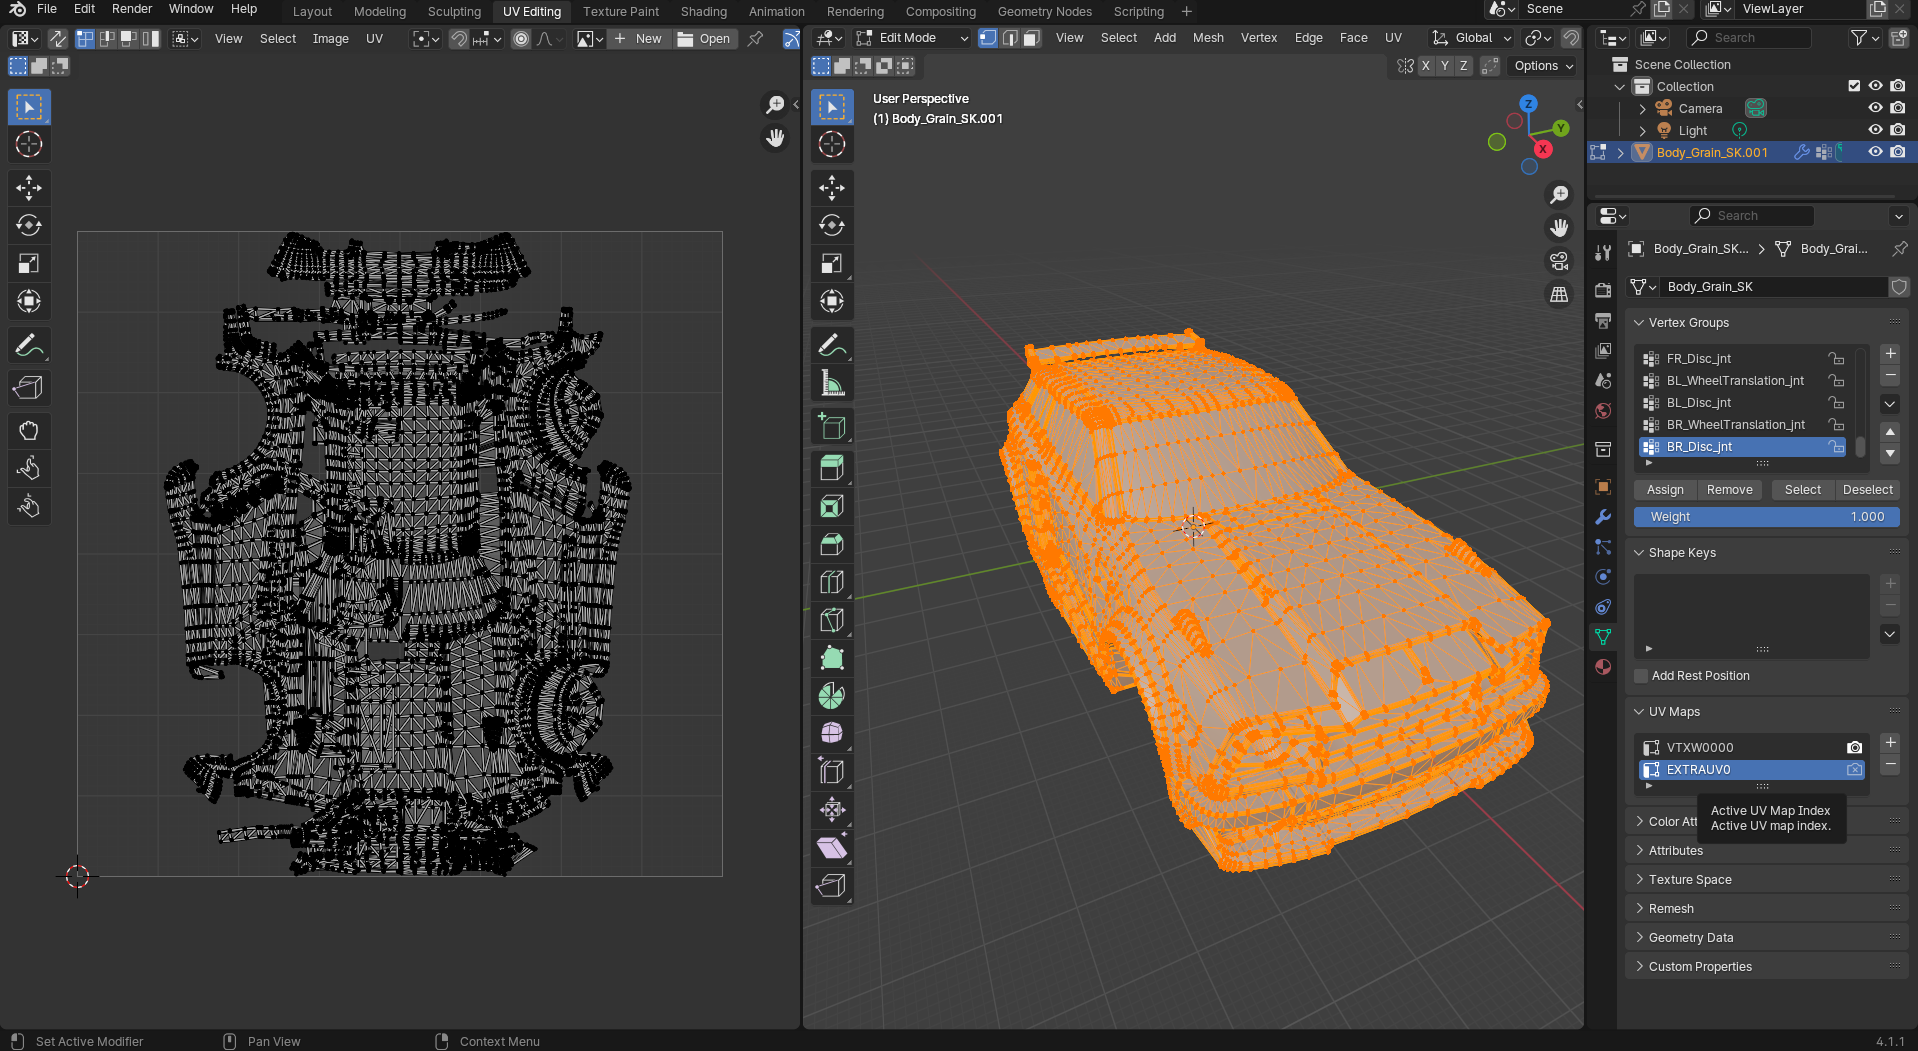 File Edit Render Window Help
Layout Modeling Sculpting UV Editing Texture Paint Shading Animation Rendering Compositing Geometry Nodes Scripting +
Scene
ViewLayer
View Select Image UV
+ New Open
Edit Mode
View Select Add Mesh Vertex Edge Face UV
Global
Search
X Y Z
Options
User Perspective
(1) Body_Grain_SK.001
Z
Y
X
Scene Collection
Collection
Camera
Light
Body_Grain_SK.001
Search
Body_Grain_SK...
Body_Grai...
Body_Grain_SK
Vertex Groups
FR_Disc_jnt
BL_WheelTranslation_jnt
BL_Disc_jnt
BR_WheelTranslation_jnt
BR_Disc_jnt
Assign Remove Select Deselect
Weight 1.000
Shape Keys
Add Rest Position
UV Maps
VTXW0000
EXTRAUV0
Active UV Map Index
Active UV map index.
Color Att
Attributes
Texture Space
Remesh
Geometry Data
Custom Properties
Set Active Modifier
Pan View
Context Menu
4.1.1